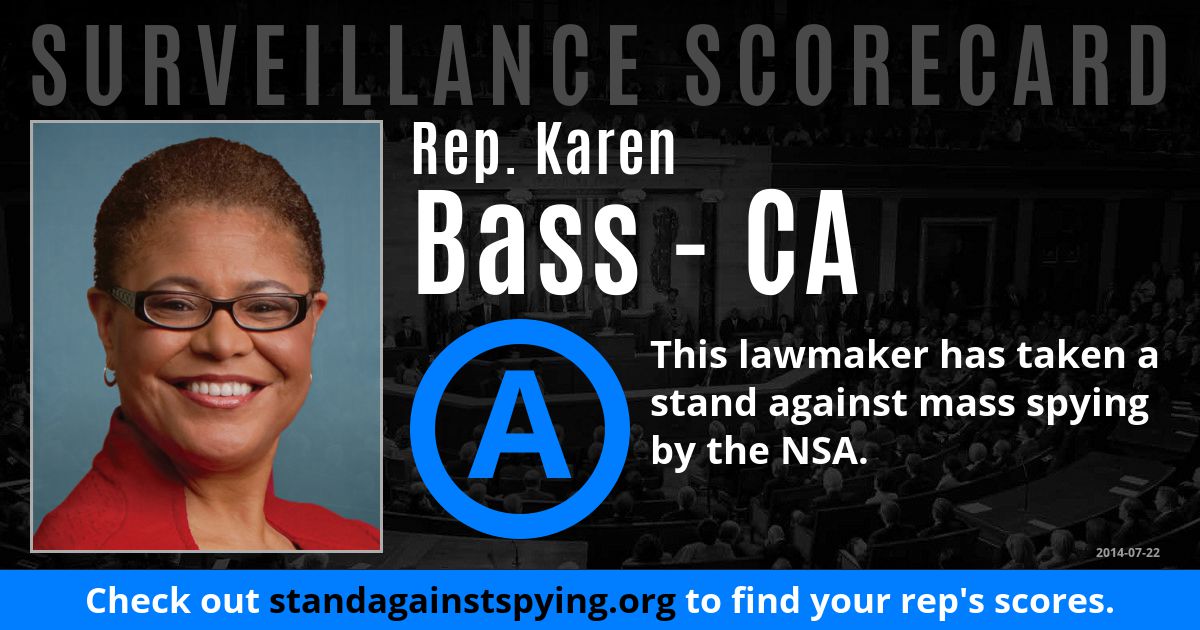 SURVEILLANCE SCORECARD
Rep. Karen
Bass - CA
A
This lawmaker has taken a
stand against mass spying
by the NSA.
2014-07-22
Check out standagainstspying.org to find your rep's scores.